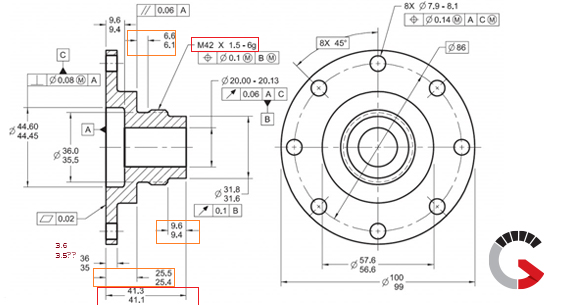 // 0.06 A
9.6
9.4
6.6
6.1
M42 X 1.5 - 6g
⌖ Ø 0.1 Ⓜ B Ⓜ
8X Ø 7.9 - 8.1
⌖ Ø 0.14 Ⓜ A C Ⓜ
8X 45°
Ø 86
C
⟂ Ø 0.08 Ⓜ A
Ø 20.00 - 20.13
↗ 0.06 A C
B
Ø 44.60
44.45
A
Ø 36.0
35.5
Ø 31.8
31.6
↗ 0.1 B
⏥ 0.02
9.6
9.4
3.6
3.5??
36
35
25.5
25.4
41.3
41.1
Ø 57.6
56.6
Ø 100
99